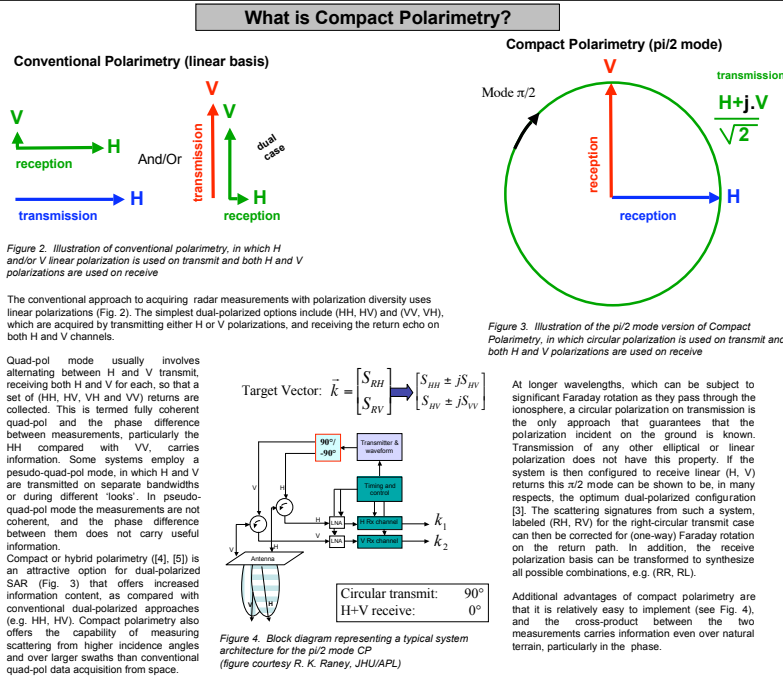 What is Compact Polarimetry?
Conventional Polarimetry (linear basis)
V
H
reception
H
transmission
And/Or
V
transmission
V
H
reception
dual
case
Figure 2. Illustration of conventional polarimetry, in which H
and/or V linear polarization is used on transmit and both H and V
polarizations are used on receive
Compact Polarimetry (pi/2 mode)
Mode π/2
V
reception
H
reception
transmission
H+j.V
√2
Figure 3. Illustration of the pi/2 mode version of Compact
Polarimetry, in which circular polarization is used on transmit and
both H and V polarizations are used on receive
The conventional approach to acquiring radar measurements with polarization diversity uses
linear polarizations (Fig. 2). The simplest dual-polarized options include (HH, HV) and (VV, VH),
which are acquired by transmitting either H or V polarizations, and receiving the return echo on
both H and V channels.
Quad-pol mode usually involves
alternating between H and V transmit,
receiving both H and V for each, so that a
set of (HH, HV, VH and VV) returns are
collected. This is termed fully coherent
quad-pol and the phase difference
between measurements, particularly the
HH compared with VV, carries
information. Some systems employ a
pesudo-quad-pol mode, in which H and V
are transmitted on separate bandwidths
or during different 'looks'. In pseudo-
quad-pol mode the measurements are not
coherent, and the phase difference
between them does not carry useful
information.
Compact or hybrid polarimetry ([4], [5]) is
an attractive option for dual-polarized
SAR (Fig. 3) that offers increased
information content, as compared with
conventional dual-polarized approaches
(e.g. HH, HV). Compact polarimetry also
offers the capability of measuring
scattering from higher incidence angles
and over larger swaths than conventional
quad-pol data acquisition from space.
Target Vector: k⃗ = [S_RH S_RV] [S_HH ± jS_HV S_HV ± jS_VV]
90°/
-90°
Transmitter &
waveform
Timing and
control
V
H
H
LNA
H Rx channel
k₁
V
LNA
V Rx channel
k₂
V
H
Antenna
V
H
Circular transmit: 90°
H+V receive: 0°
Figure 4. Block diagram representing a typical system
architecture for the pi/2 mode CP
(figure courtesy R. K. Raney, JHU/APL)
At longer wavelengths, which can be subject to
significant Faraday rotation as they pass through the
ionosphere, a circular polarization on transmission is
the only approach that guarantees that the
polarization incident on the ground is known.
Transmission of any other elliptical or linear
polarization does not have this property. If the
system is then configured to receive linear (H, V)
returns this π/2 mode can be shown to be, in many
respects, the optimum dual-polarized configuration
[3]. The scattering signatures from such a system,
labeled (RH, RV) for the right-circular transmit case
can then be corrected for (one-way) Faraday rotation
on the return path. In addition, the receive
polarization basis can be transformed to synthesize
all possible combinations, e.g. (RR, RL).
Additional advantages of compact polarimetry are
that it is relatively easy to implement (see Fig. 4),
and the cross-product between the two
measurements carries information even over natural
terrain, particularly in the phase.